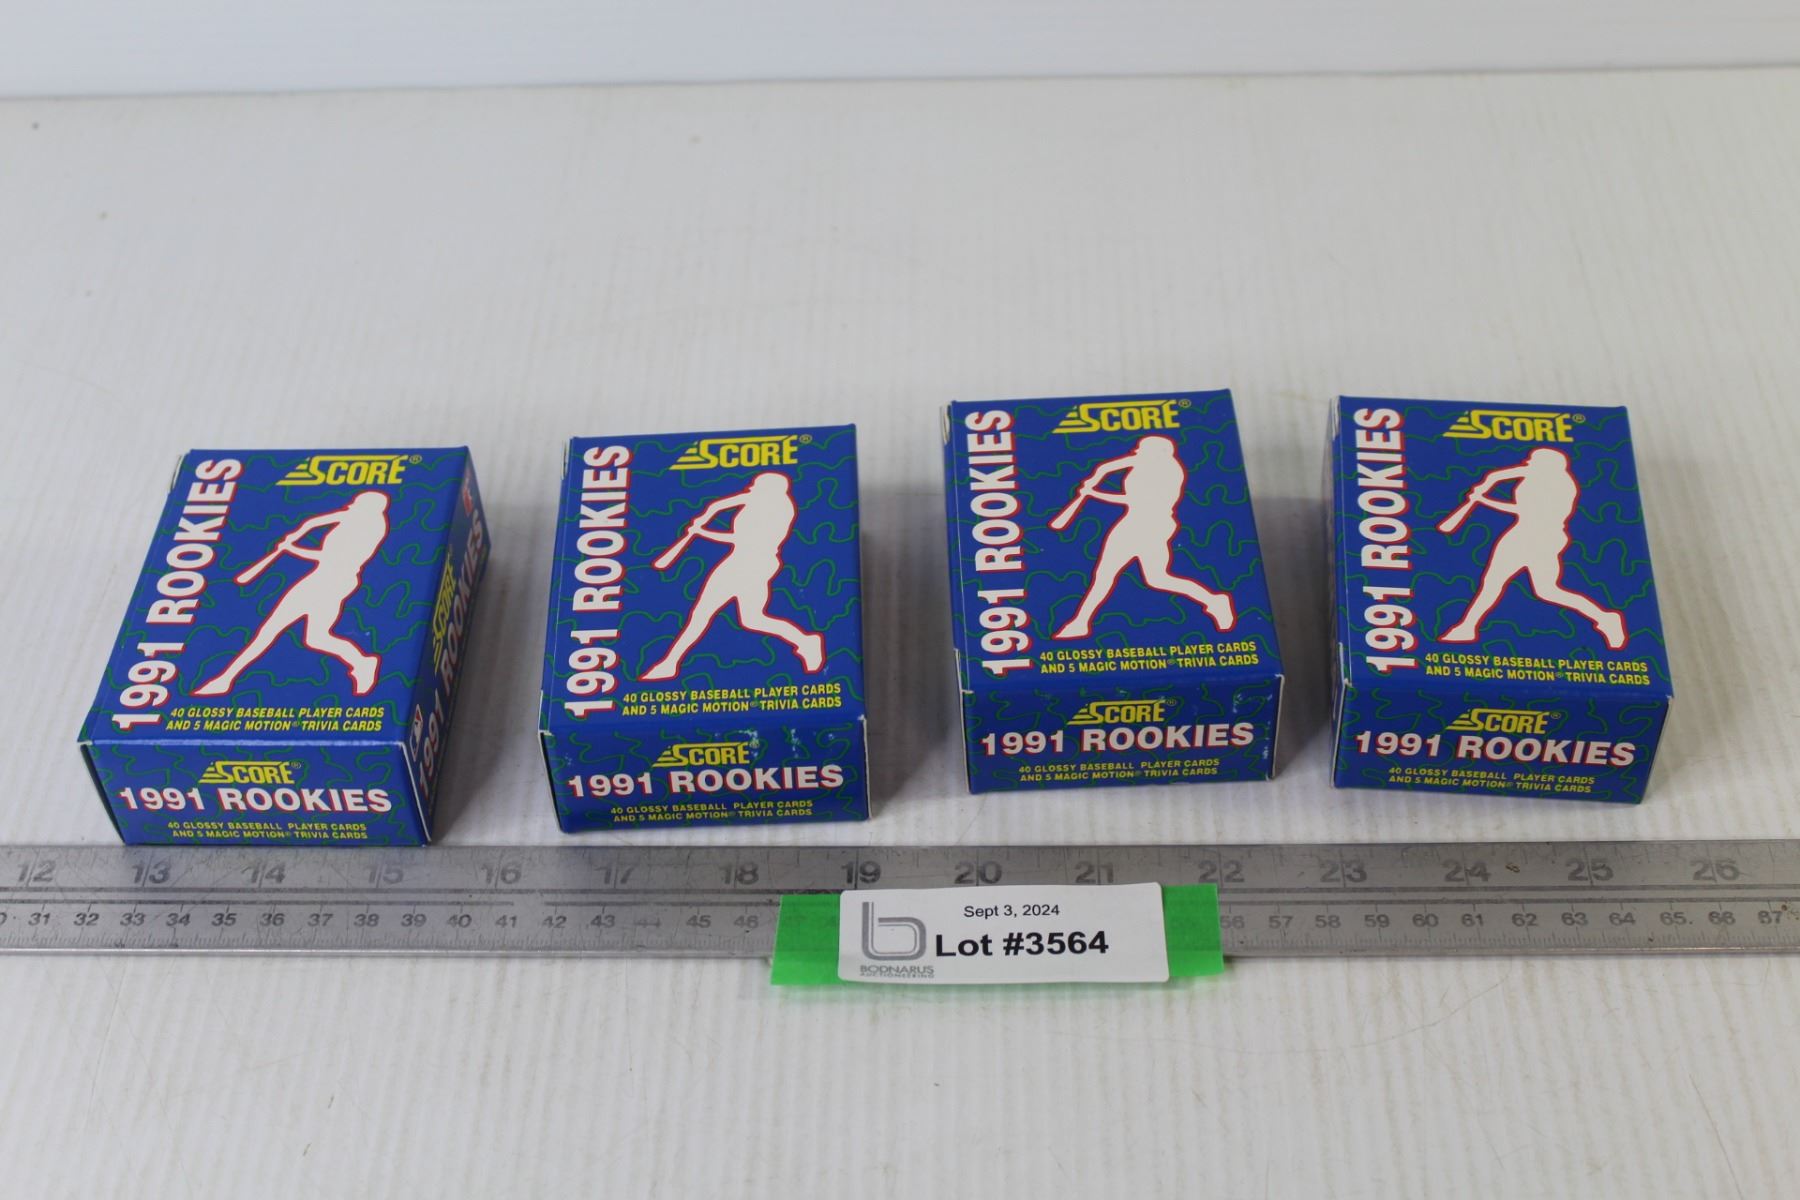 SCORE®
1991 ROOKIES
40 GLOSSY BASEBALL PLAYER CARDS
AND 5 MAGIC MOTION® TRIVIA CARDS
SCORE®
1991 ROOKIES
40 GLOSSY BASEBALL PLAYER CARDS
AND 5 MAGIC MOTION® TRIVIA CARDS
SCORE
1991 ROOKIES
SCORE®
1991 ROOKIES
40 GLOSSY BASEBALL PLAYER CARDS
AND 5 MAGIC MOTION® TRIVIA CARDS
SCORE®
1991 ROOKIES
40 GLOSSY BASEBALL PLAYER CARDS
AND 5 MAGIC MOTION® TRIVIA CARDS
SCORE®
1991 ROOKIES
40 GLOSSY BASEBALL PLAYER CARDS
AND 5 MAGIC MOTION® TRIVIA CARDS
SCORE®
1991 ROOKIES
40 GLOSSY BASEBALL PLAYER CARDS
AND 5 MAGIC MOTION® TRIVIA CARDS
SCORE®
1991 ROOKIES
40 GLOSSY BASEBALL PLAYER CARDS
AND 5 MAGIC MOTION® TRIVIA CARDS
SCORE®
1991 ROOKIES
40 GLOSSY BASEBALL PLAYER CARDS
AND 5 MAGIC MOTION® TRIVIA CARDS
12 13 14 15 16 17 18 19 20 21 22 23 24 25 26
31 32 33 34 35 36 37 38 39 40 41 42 43 44 45 46 56 57 58 59 60 61 62 63 64 65 66 67
Sept 3, 2024
Lot #3564
b
BODNARUS
AUCTIONEERING